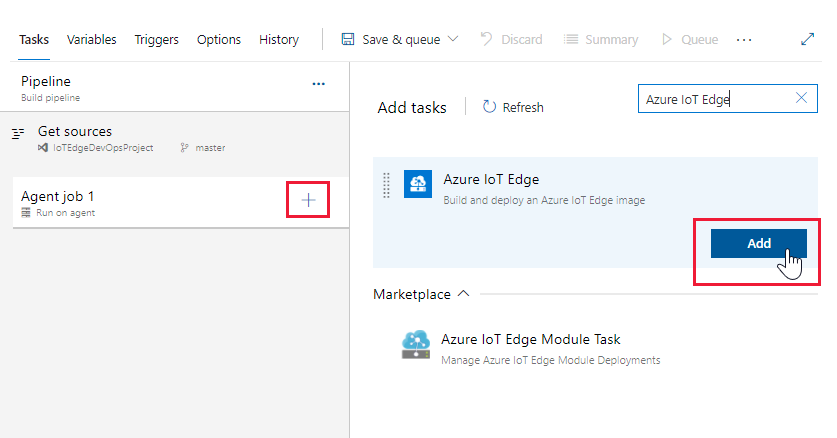 Tasks Variables Triggers Options History Save & queue Discard Summary Queue ...
Pipeline ...
Build pipeline
Get sources
IoTEdgeDevOpsProject master
Agent job 1
Run on agent
Add tasks Refresh Azure IoT Edge
Azure IoT Edge
Build and deploy an Azure IoT Edge image
Add
Marketplace
Azure IoT Edge Module Task
Manage Azure IoT Edge Module Deployments